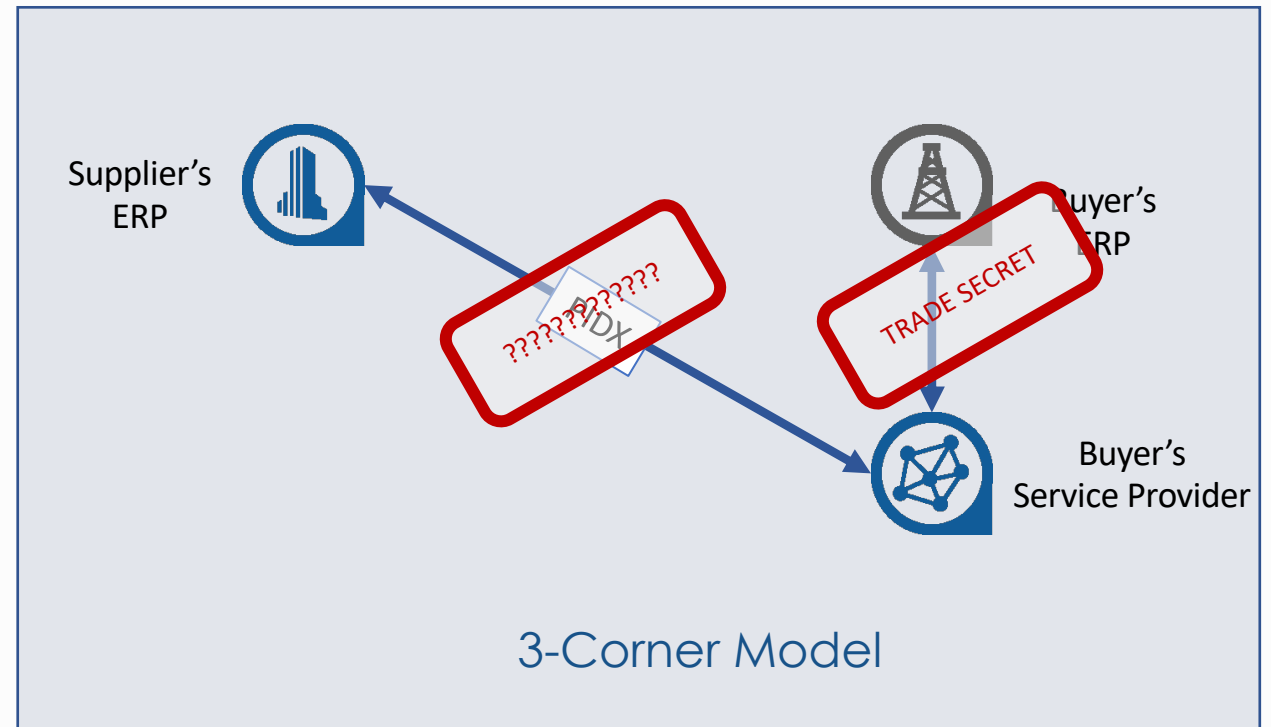 Supplier's
ERP
Buyer's
ERP
?????????????
PIDX
TRADE SECRET
Buyer's
Service Provider
3-Corner Model